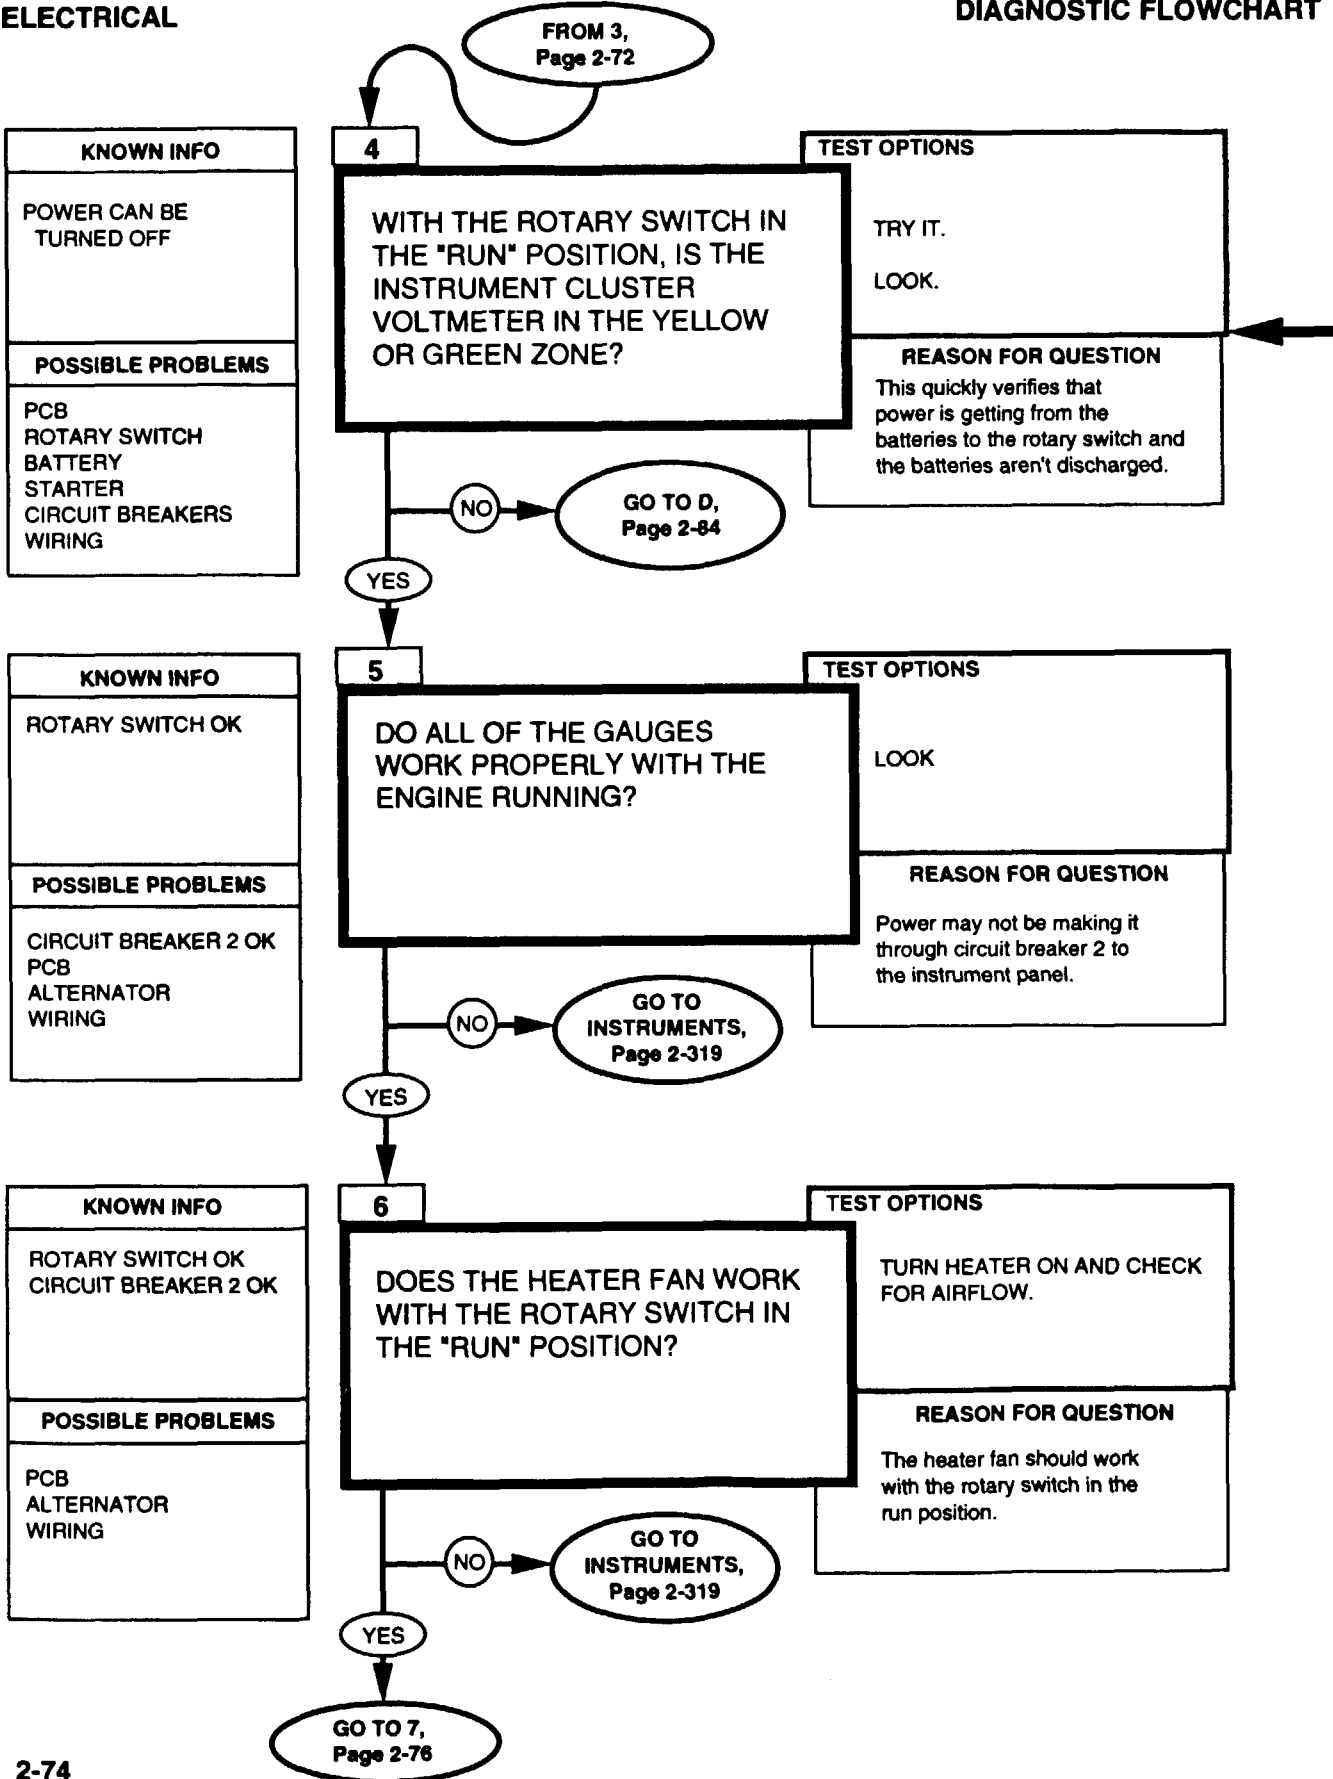 ELECTRICAL
DIAGNOSTIC FLOWCHART
FROM 3,
Page 2-72
KNOWN INFO
POWER CAN BE
TURNED OFF
POSSIBLE PROBLEMS
PCB
ROTARY SWITCH
BATTERY
STARTER
CIRCUIT BREAKERS
WIRING
4
WITH THE ROTARY SWITCH IN
THE "RUN" POSITION, IS THE
INSTRUMENT CLUSTER
VOLTMETER IN THE YELLOW
OR GREEN ZONE?
TEST OPTIONS
TRY IT.
LOOK.
REASON FOR QUESTION
This quickly verifies that
power is getting from the
batteries to the rotary switch and
the batteries aren't discharged.
NO
GO TO D,
Page 2-84
YES
KNOWN INFO
ROTARY SWITCH OK
POSSIBLE PROBLEMS
CIRCUIT BREAKER 2 OK
PCB
ALTERNATOR
WIRING
5
DO ALL OF THE GAUGES
WORK PROPERLY WITH THE
ENGINE RUNNING?
TEST OPTIONS
LOOK
REASON FOR QUESTION
Power may not be making it
through circuit breaker 2 to
the instrument panel.
NO
GO TO
INSTRUMENTS,
Page 2-319
YES
KNOWN INFO
ROTARY SWITCH OK
CIRCUIT BREAKER 2 OK
POSSIBLE PROBLEMS
PCB
ALTERNATOR
WIRING
6
DOES THE HEATER FAN WORK
WITH THE ROTARY SWITCH IN
THE "RUN" POSITION?
TEST OPTIONS
TURN HEATER ON AND CHECK
FOR AIRFLOW.
REASON FOR QUESTION
The heater fan should work
with the rotary switch in the
run position.
NO
GO TO
INSTRUMENTS,
Page 2-319
YES
GO TO 7,
Page 2-76
2-74